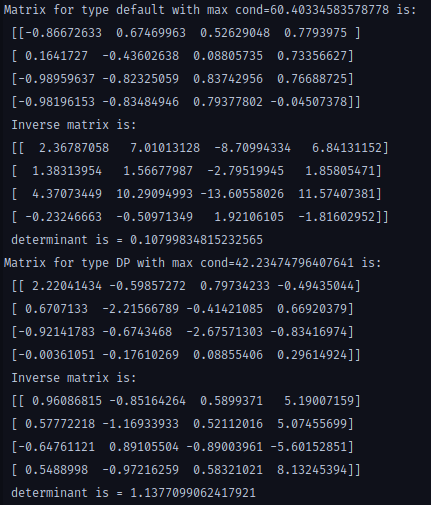 Matrix for type default with max cond=60.40334583578778 is:
[[-0.86672633  0.67469963  0.52629048  0.7793975 ]
[ 0.1641727  -0.43602638  0.08805735  0.73356627]
[-0.98959637 -0.82325059  0.83742956  0.76688725]
[-0.98196153 -0.83484946  0.79377802 -0.04507378]]
Inverse matrix is:
[[  2.36787058   7.01013128  -8.70994334   6.84131152]
[  1.38313954   1.56677987  -2.79519945   1.85805471]
[  4.37073449  10.29094993 -13.60558026  11.57407381]
[ -0.23246663  -0.50971349   1.92106105  -1.81602952]]
determinant is = 0.10799834815232565
Matrix for type DP with max cond=42.23474796407641 is:
[[ 2.22041434 -0.59857272  0.79734233 -0.49435044]
[ 0.6707133  -2.21566789 -0.41421085  0.66920379]
[-0.92141783 -0.6743468  -2.67571303 -0.83416974]
[-0.00361051 -0.17610269  0.08855406  0.29614924]]
Inverse matrix is:
[[ 0.96086815 -0.85164264  0.5899371   5.19007159]
[ 0.57772218 -1.16933933  0.52112016  5.07455699]
[-0.64761121  0.89105504 -0.89003961 -5.60152851]
[ 0.5488998  -0.97216259  0.58321021  8.13245394]]
determinant is = 1.1377099062417921